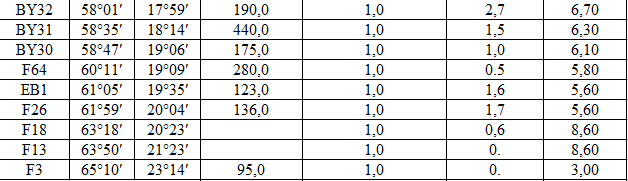 BY32 58°01′ 17°59′ 190,0 1,0 2,7 6,70
BY31 58°35′ 18°14′ 440,0 1,0 1,5 6,30
BY30 58°47′ 19°06′ 175,0 1,0 1,0 6,10
F64 60°11′ 19°09′ 280,0 1,0 0.5 5,80
EB1 61°05′ 19°35′ 123,0 1,0 1,6 5,60
F26 61°59′ 20°04′ 136,0 1,0 1,7 5,60
F18 63°18′ 20°23′ 1,0 0,6 8,60
F13 63°50′ 21°23′ 1,0 0. 8,60
F3 65°10′ 23°14′ 95,0 1,0 0. 3,00